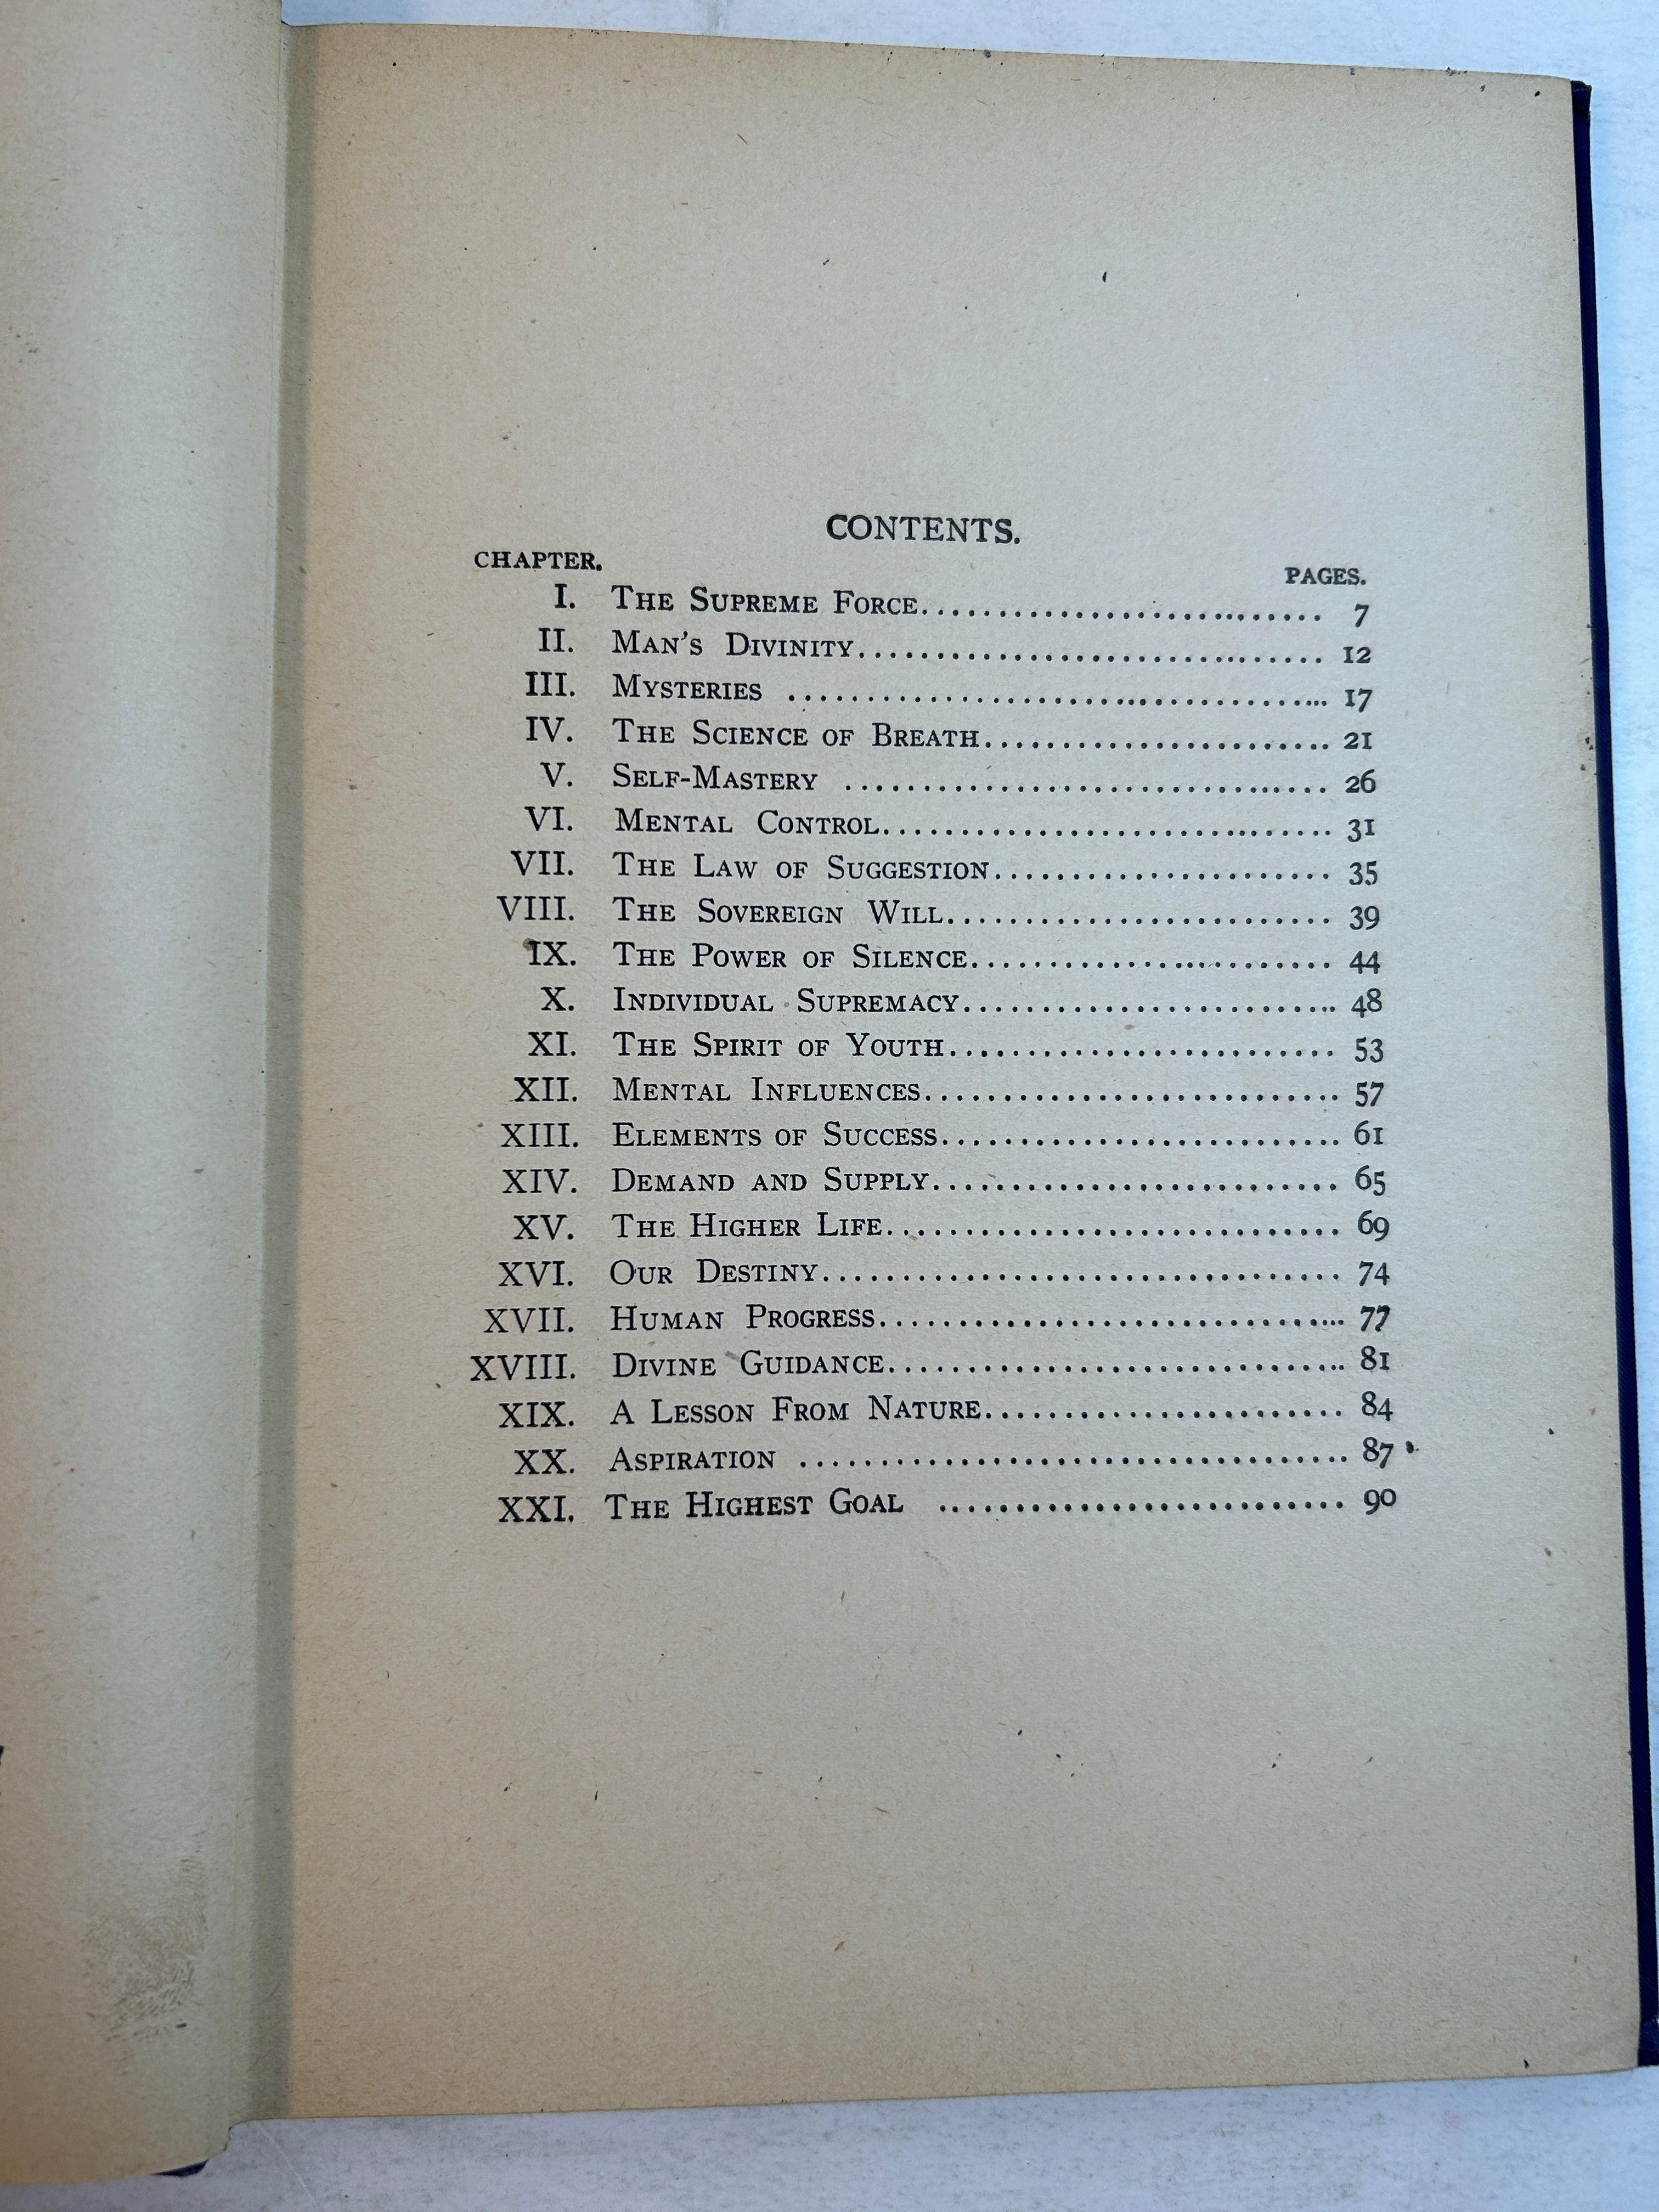 CONTENTS.
CHAPTER.
PAGES.
I. THE SUPREME FORCE........................................ 7
II. MAN'S DIVINITY........................................ 12
III. MYSTERIES ........................................ 17
IV. THE SCIENCE OF BREATH........................................ 21
V. SELF-MASTERY ........................................ 26
VI. MENTAL CONTROL........................................ 31
VII. THE LAW OF SUGGESTION........................................ 35
VIII. THE SOVEREIGN WILL........................................ 39
IX. THE POWER OF SILENCE........................................ 44
X. INDIVIDUAL SUPREMACY........................................ 48
XI. THE SPIRIT OF YOUTH........................................ 53
XII. MENTAL INFLUENCES........................................ 57
XIII. ELEMENTS OF SUCCESS........................................ 61
XIV. DEMAND AND SUPPLY........................................ 65
XV. THE HIGHER LIFE........................................ 69
XVI. OUR DESTINY........................................ 74
XVII. HUMAN PROGRESS........................................ 77
XVIII. DIVINE GUIDANCE........................................ 81
XIX. A LESSON FROM NATURE........................................ 84
XX. ASPIRATION ........................................ 87
XXI. THE HIGHEST GOAL ........................................ 90